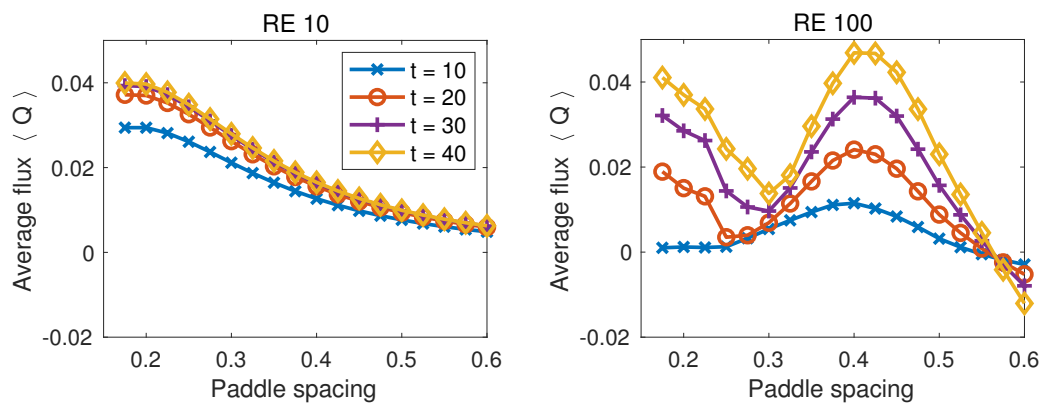 RE 10
Average flux ⟨ Q ⟩
0.04
0.02
0
-0.02
0.2 0.3 0.4 0.5 0.6
Paddle spacing
t = 10
t = 20
t = 30
t = 40
RE 100
Average flux ⟨ Q ⟩
0.04
0.02
0
-0.02
0.2 0.3 0.4 0.5 0.6
Paddle spacing